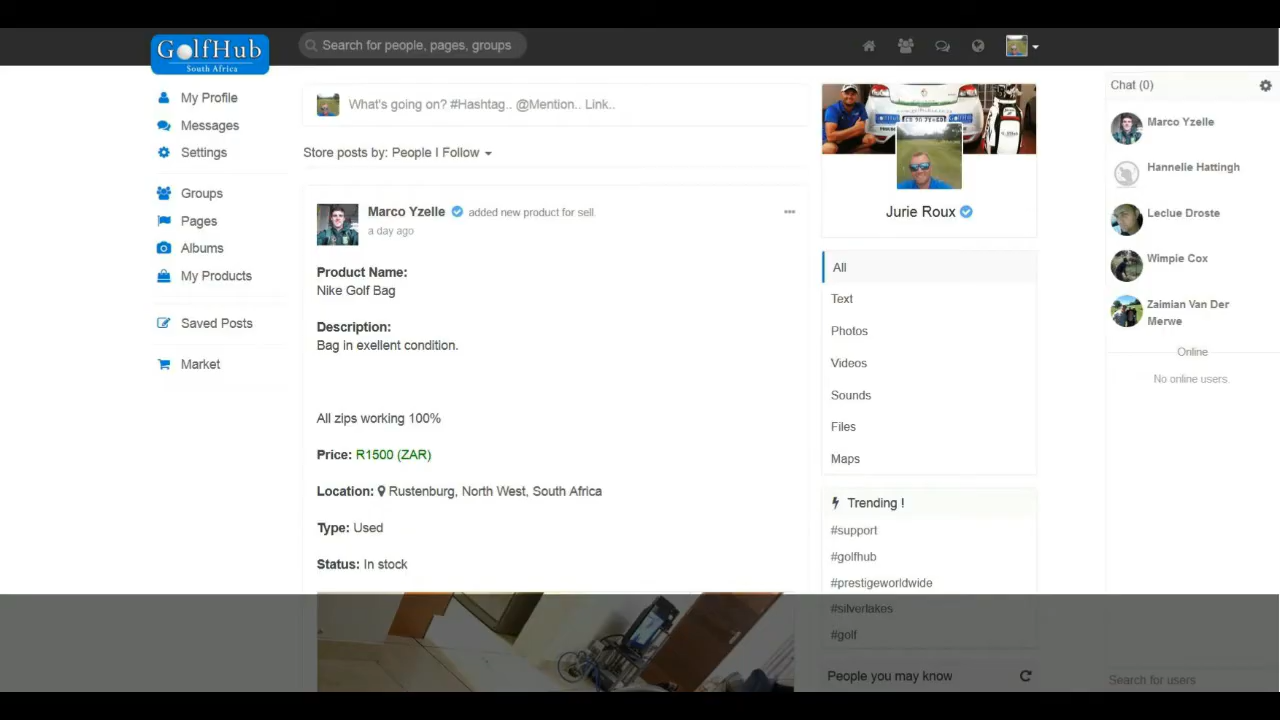 GolfHub
South Africa
Search for people, pages, groups
My Profile
Messages
Settings
Groups
Pages
Albums
My Products
Saved Posts
Market
What's going on? #Hashtag.. @Mention.. Link..
Store posts by: People I Follow
Marco Yzelle added new product for sell.
a day ago
Product Name:
Nike Golf Bag
Description:
Bag in exellent condition.
All zips working 100%
Price: R1500 (ZAR)
Location: Rustenburg, North West, South Africa
Type: Used
Status: In stock
Jurie Roux
All
Text
Photos
Videos
Sounds
Files
Maps
Trending !
#support
#golfhub
#prestigeworldwide
#silverlakes
#golf
People you may know
Chat (0)
Marco Yzelle
Hannelie Hattingh
Leclue Droste
Wimpie Cox
Zaimian Van Der
Merwe
Online
No online users.
Search for users